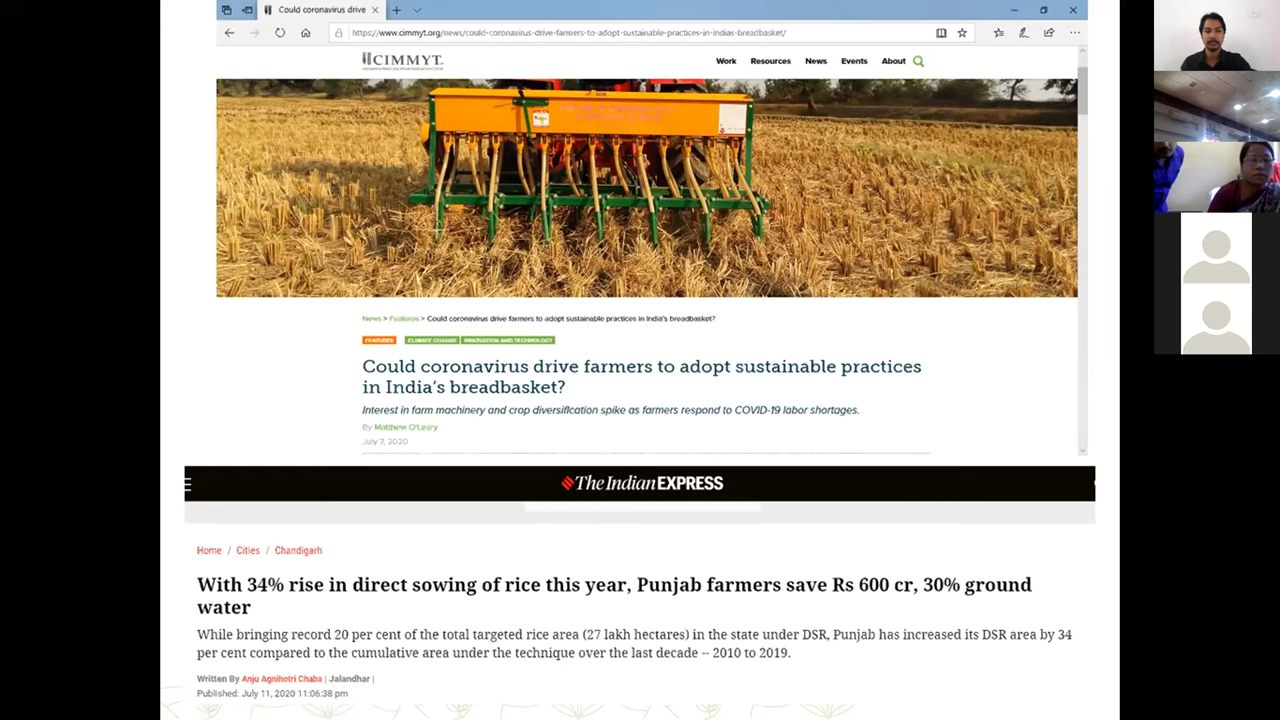 Could coronavirus drive
https://www.cimmyt.org/news/could-coronavirus-drive-farmers-to-adopt-sustainable-practices-in-indias-breadbasket/
CIMMYT
Work Resources News Events About
News > Features > Could coronavirus drive farmers to adopt sustainable practices in India's breadbasket?
FEATURES CLIMATE CHANGE INNOVATION AND TECHNOLOGY
Could coronavirus drive farmers to adopt sustainable practices
in India's breadbasket?
Interest in farm machinery and crop diversification spike as farmers respond to COVID-19 labor shortages.
By Matthew O'Leary
July 7, 2020
The Indian EXPRESS
Home / Cities / Chandigarh
With 34% rise in direct sowing of rice this year, Punjab farmers save Rs 600 cr, 30% ground
water
While bringing record 20 per cent of the total targeted rice area (27 lakh hectares) in the state under DSR, Punjab has increased its DSR area by 34
per cent compared to the cumulative area under the technique over the last decade -- 2010 to 2019.
Written By Anju Agnihotri Chaba | Jalandhar |
Published: July 11, 2020 11:06:38 pm